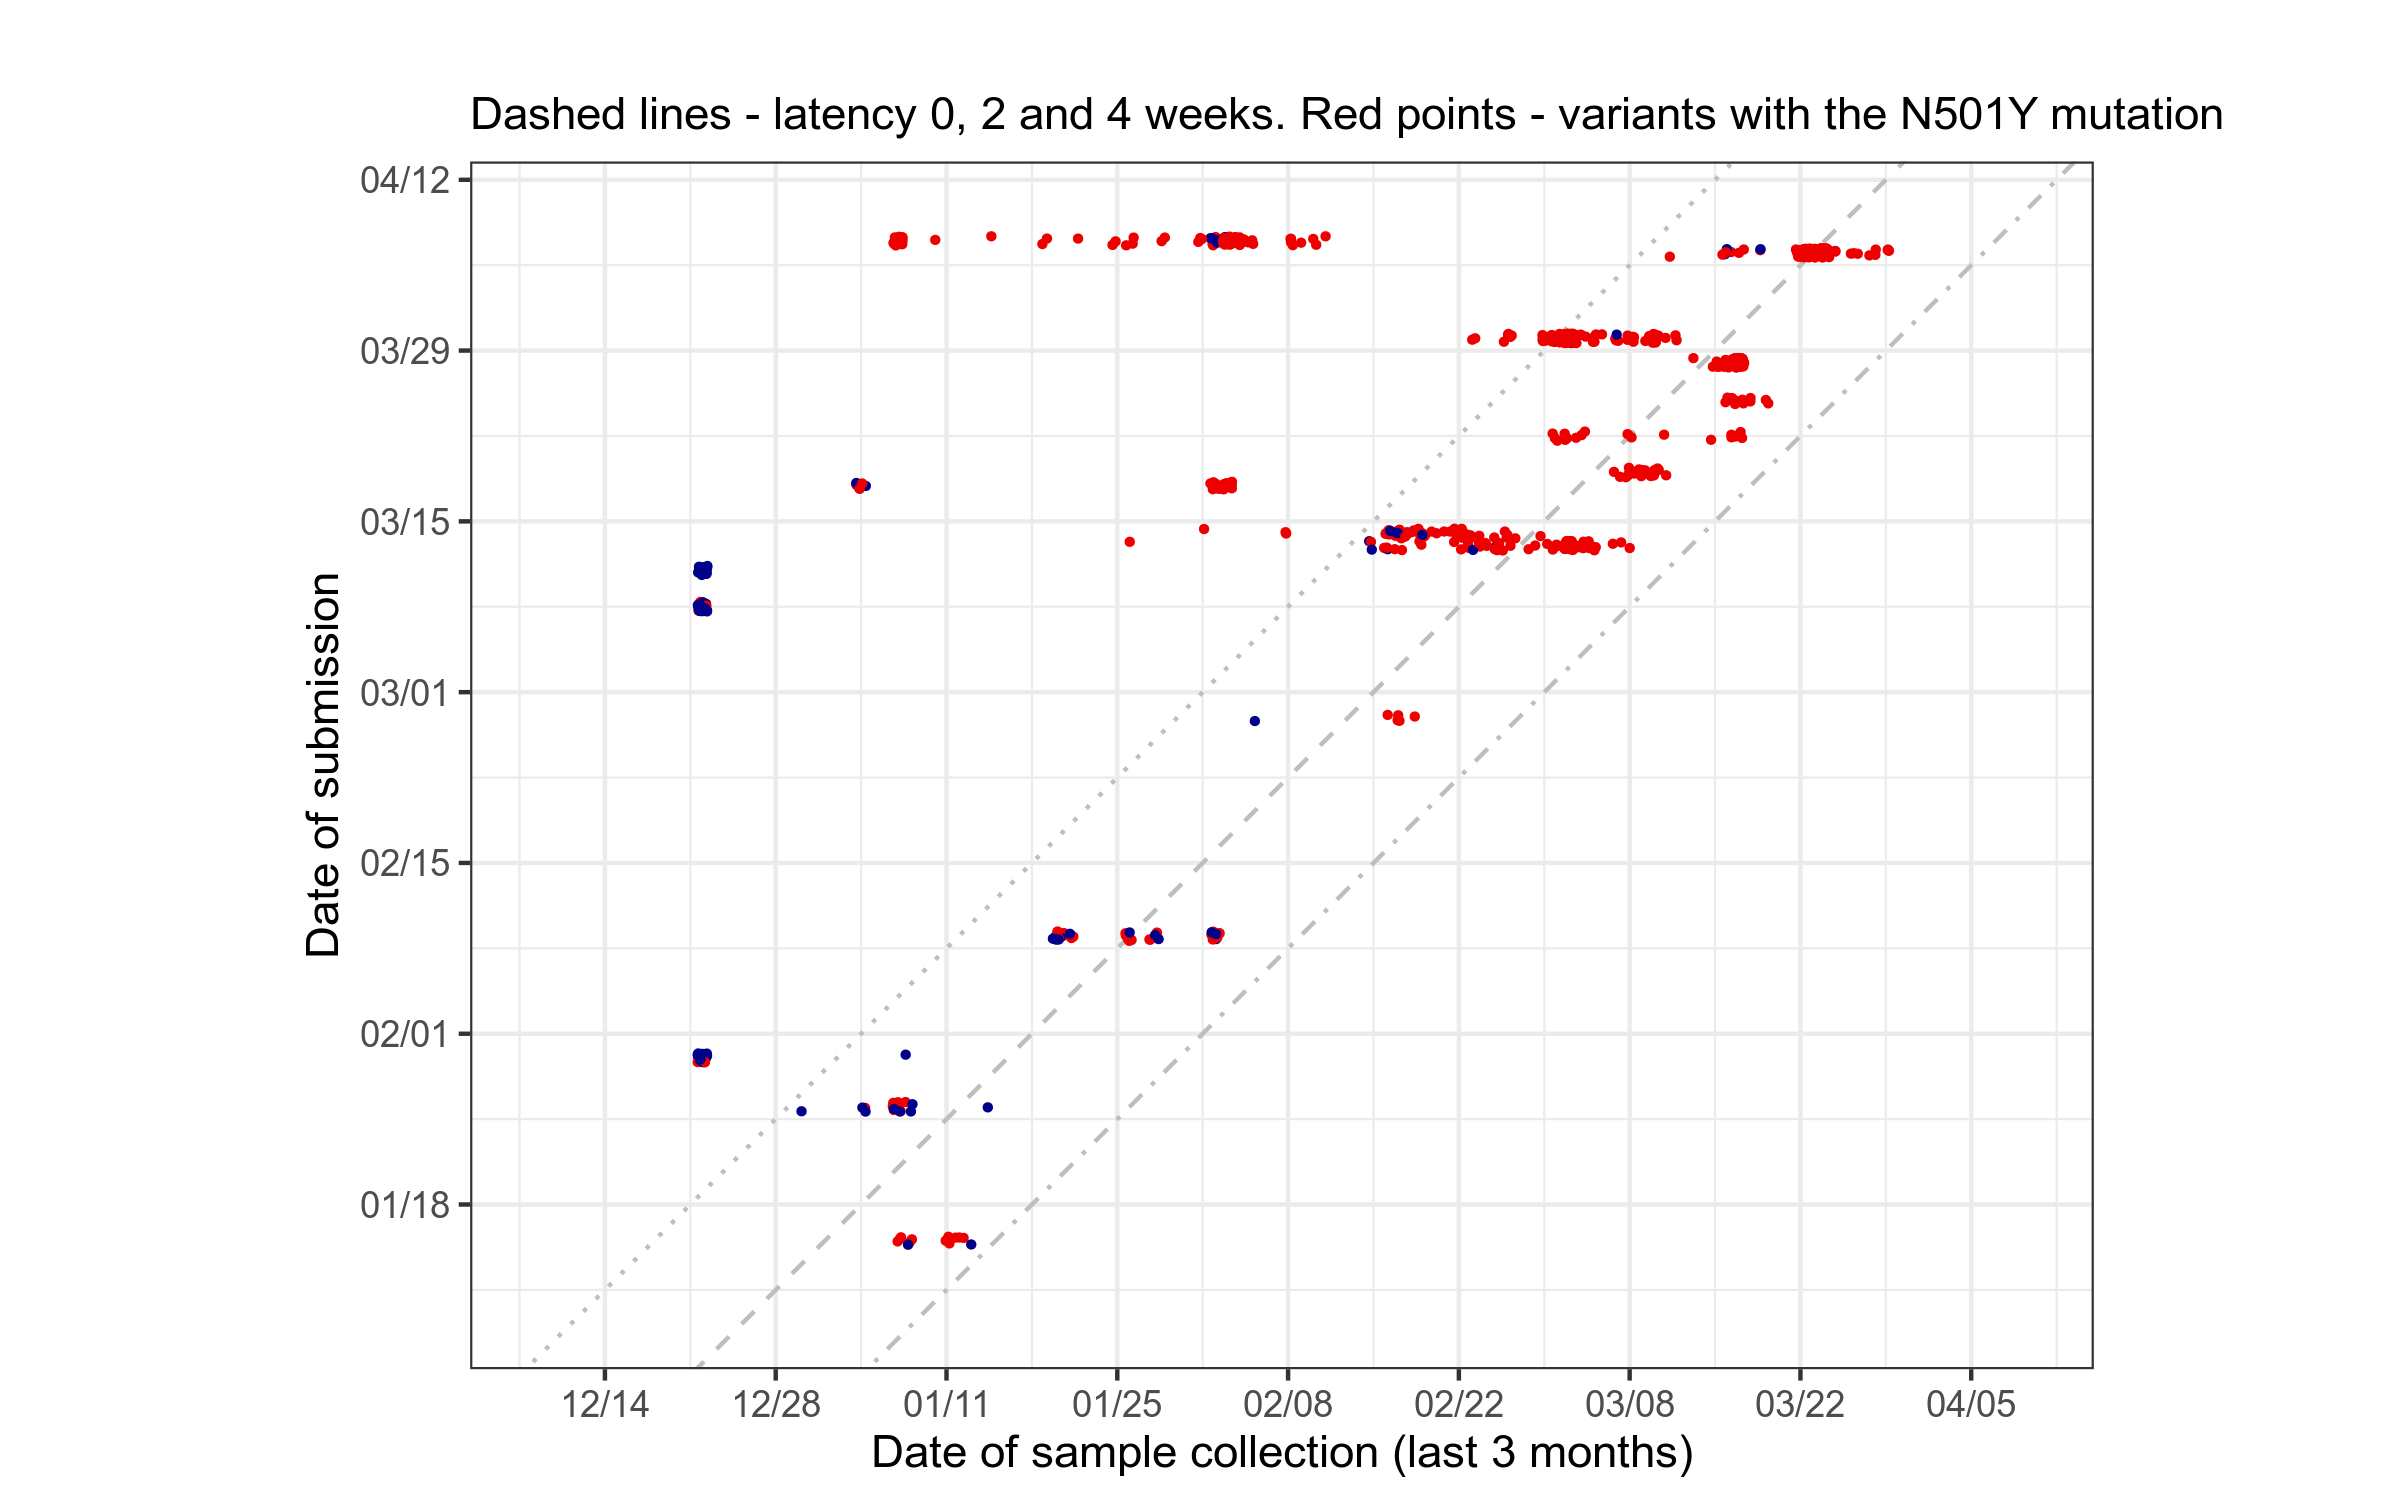 Dashed lines - latency 0, 2 and 4 weeks. Red points - variants with the N501Y mutation
04/12
03/29
03/15
03/01
02/15
02/01
01/18
Date of submission
12/14 12/28 01/11 01/25 02/08 02/22 03/08 03/22 04/05
Date of sample collection (last 3 months)